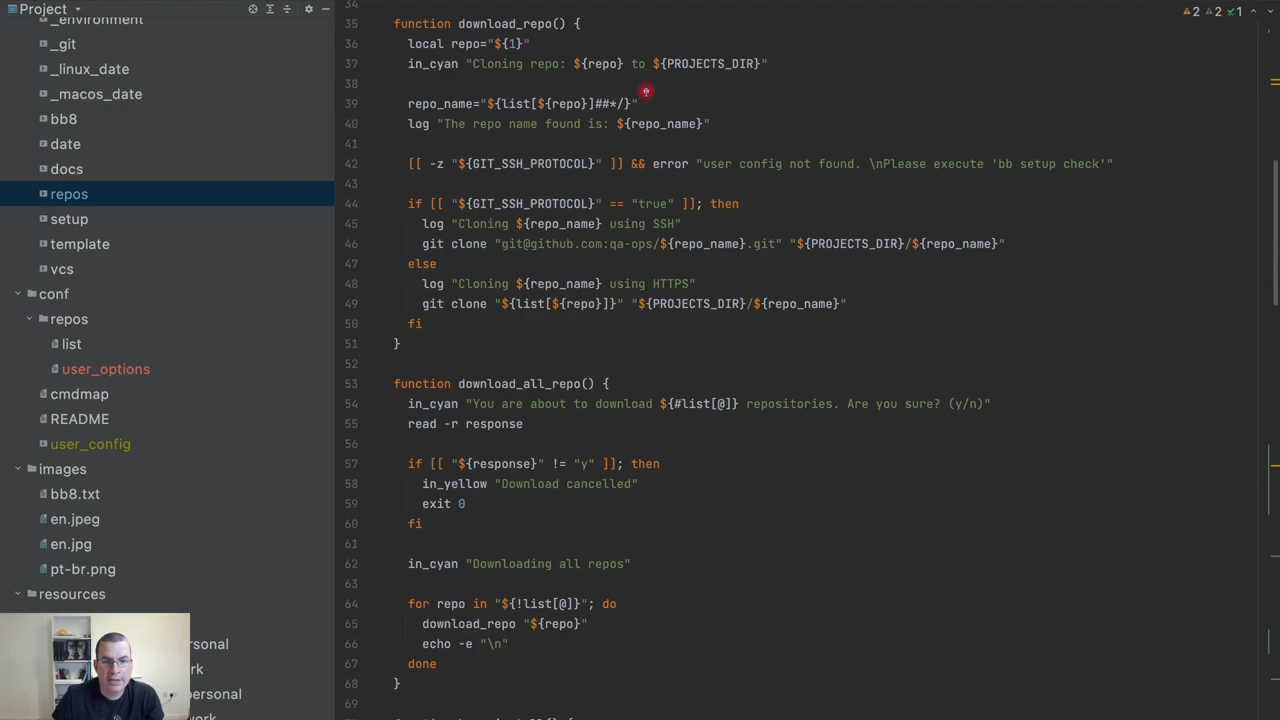 Project
_environment
_git
_linux_date
_macos_date
bb8
date
docs
repos
setup
template
vcs
conf
repos
list
user_options
cmdmap
README
user_config
images
bb8.txt
en.jpeg
en.jpg
pt-br.png
resources
rsonal
rk
personal
work
2 2 1
34
35 function download_repo() {
36 local repo="${1}"
37 in_cyan "Cloning repo: ${repo} to ${PROJECTS_DIR}"
38
39 repo_name="${list[${repo}]##*/}"
40 log "The repo name found is: ${repo_name}"
41
42 [[ -z "${GIT_SSH_PROTOCOL}" ]] && error "user config not found. \nPlease execute 'bb setup check'"
43
44 if [[ "${GIT_SSH_PROTOCOL}" == "true" ]]; then
45 log "Cloning ${repo_name} using SSH"
46 git clone "git@github.com:qa-ops/${repo_name}.git" "${PROJECTS_DIR}/${repo_name}"
47 else
48 log "Cloning ${repo_name} using HTTPS"
49 git clone "${list[${repo}]}" "${PROJECTS_DIR}/${repo_name}"
50 fi
51 }
52
53 function download_all_repo() {
54 in_cyan "You are about to download ${#list[@]} repositories. Are you sure? (y/n)"
55 read -r response
56
57 if [[ "${response}" != "y" ]]; then
58 in_yellow "Download cancelled"
59 exit 0
60 fi
61
62 in_cyan "Downloading all repos"
63
64 for repo in "${!list[@]}"; do
65 download_repo "${repo}"
66 echo -e "\n"
67 done
68 }
69